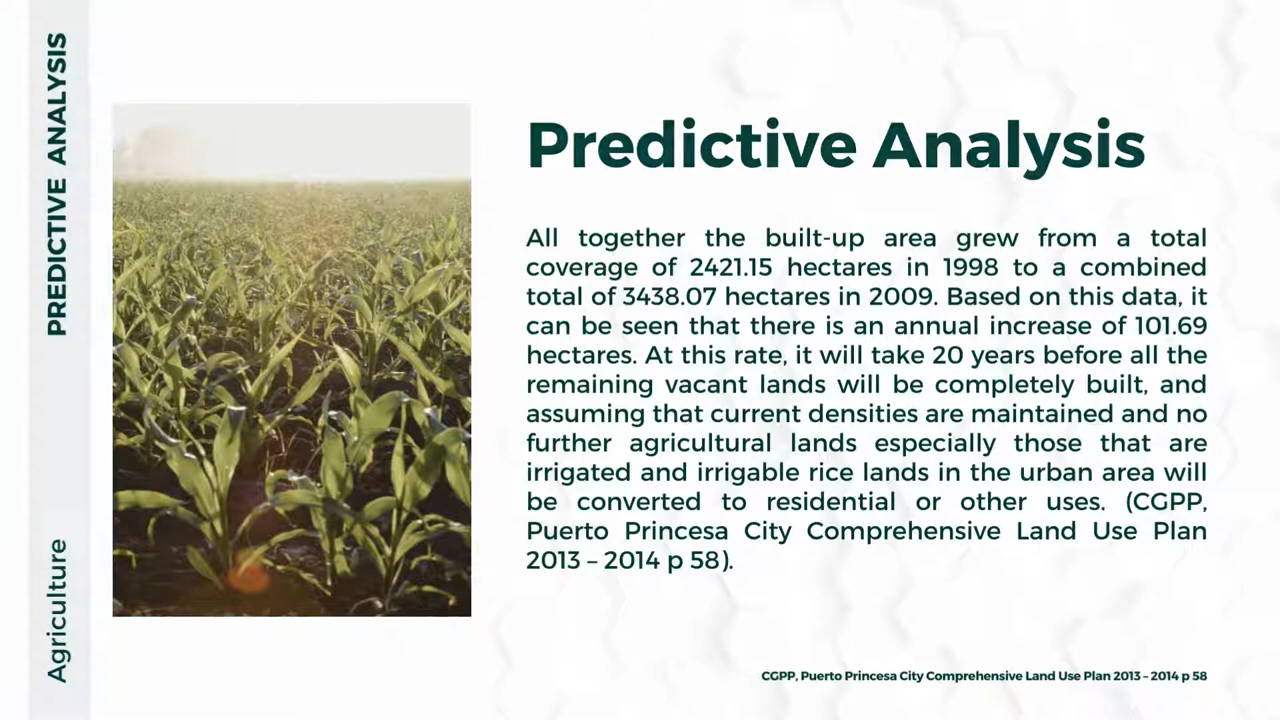 PREDICTIVE ANALYSIS
Agriculture
Predictive Analysis
All together the built-up area grew from a total
coverage of 2421.15 hectares in 1998 to a combined
total of 3438.07 hectares in 2009. Based on this data, it
can be seen that there is an annual increase of 101.69
hectares. At this rate, it will take 20 years before all the
remaining vacant lands will be completely built, and
assuming that current densities are maintained and no
further agricultural lands especially those that are
irrigated and irrigable rice lands in the urban area will
be converted to residential or other uses. (CGPP,
Puerto Princesa City Comprehensive Land Use Plan
2013 – 2014 p 58).
CGPP, Puerto Princesa City Comprehensive Land Use Plan 2013 – 2014 p 58